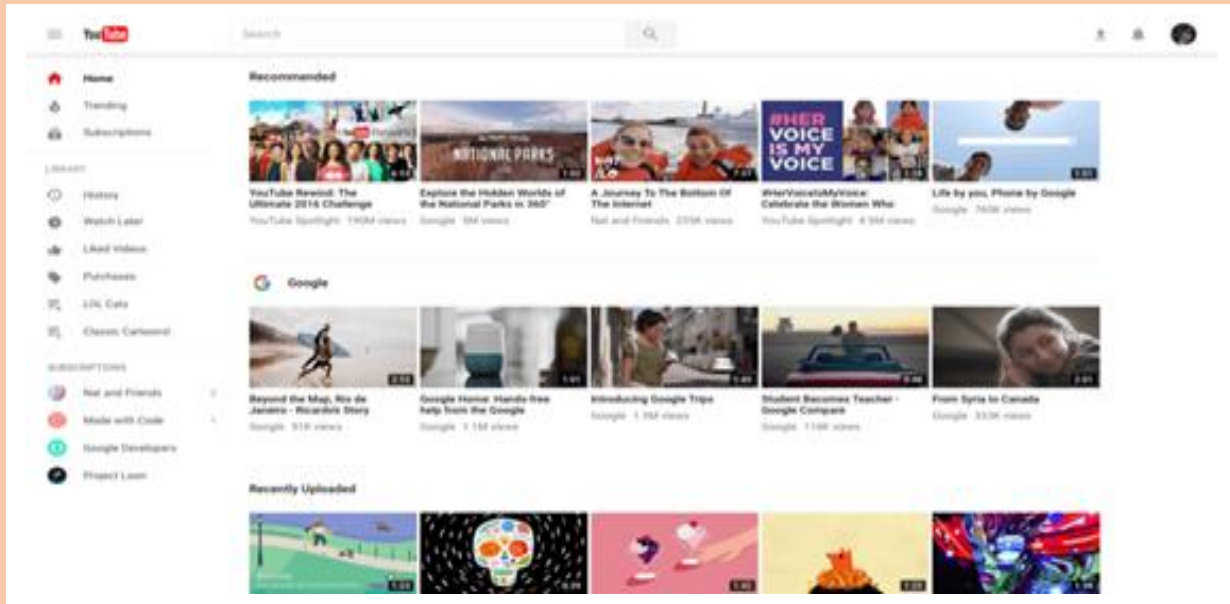 YouTube
Search
Home
Trending
Subscriptions
LIBRARY
History
Watch Later
Liked Videos
Purchases
LOL Cats
Classic Cartoons!
SUBSCRIPTIONS
Nat and Friends
Made with Code
Google Developers
Project Loon
Recommended
NATIONAL PARKS
#HER
VOICE
IS MY
VOICE
YouTube Rewind: The
Ultimate 2016 Challenge
YouTube Spotlight 190M views
Explore the Hidden Worlds of
the National Parks in 360°
Google 5M views
A Journey To The Bottom Of
The Internet
Nat and Friends 235K views
#HerVoiceIsMyVoice:
Celebrate the Women Who
YouTube Spotlight 4.5M views
Life by you, Phone by Google
Google 760K views
Google
Beyond the Map, Rio de
Janeiro - Ricardo's Story
Google 91K views
Google Home: Hands-free
help from the Google
Google 1.1M views
Introducing Google Trips
Google 1.5M views
Student Becomes Teacher -
Google Compare
Google 116K views
From Syria to Canada
Google 353K views
Recently Uploaded